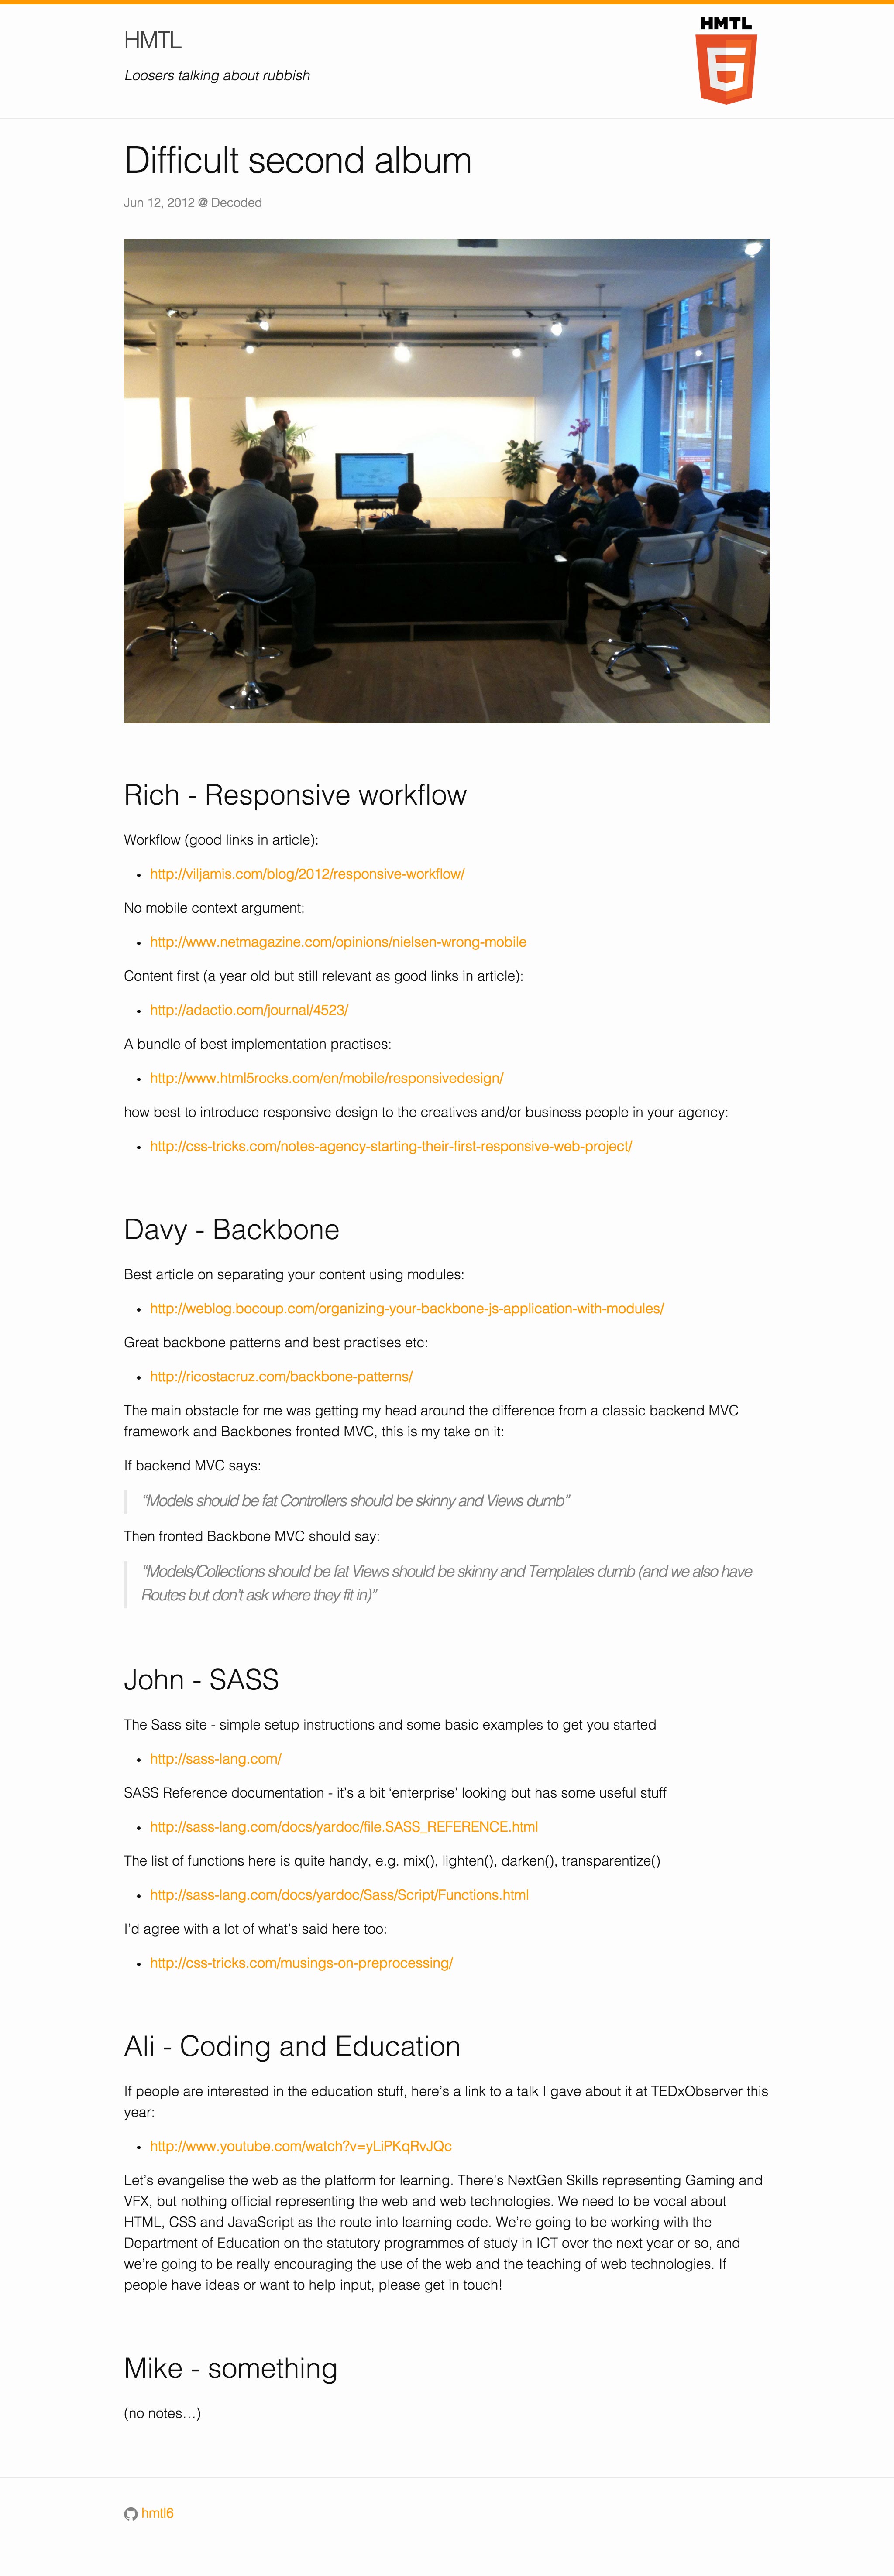 HMTL
HMTL
6
Loosers talking about rubbish
Difficult second album
Jun 12, 2012 @ Decoded
Rich - Responsive workflow
Workflow (good links in article):
• http://viljamis.com/blog/2012/responsive-workflow/
No mobile context argument:
• http://www.netmagazine.com/opinions/nielsen-wrong-mobile
Content first (a year old but still relevant as good links in article):
• http://adactio.com/journal/4523/
A bundle of best implementation practises:
• http://www.html5rocks.com/en/mobile/responsivedesign/
how best to introduce responsive design to the creatives and/or business people in your agency:
• http://css-tricks.com/notes-agency-starting-their-first-responsive-web-project/
Davy - Backbone
Best article on separating your content using modules:
• http://weblog.bocoup.com/organizing-your-backbone-js-application-with-modules/
Great backbone patterns and best practises etc:
• http://ricostacruz.com/backbone-patterns/
The main obstacle for me was getting my head around the difference from a classic backend MVC
framework and Backbones fronted MVC, this is my take on it:
If backend MVC says:
“Models should be fat Controllers should be skinny and Views dumb”
Then fronted Backbone MVC should say:
“Models/Collections should be fat Views should be skinny and Templates dumb (and we also have
Routes but don’t ask where they fit in)”
John - SASS
The Sass site - simple setup instructions and some basic examples to get you started
• http://sass-lang.com/
SASS Reference documentation - it’s a bit ‘enterprise’ looking but has some useful stuff
• http://sass-lang.com/docs/yardoc/file.SASS_REFERENCE.html
The list of functions here is quite handy, e.g. mix(), lighten(), darken(), transparentize()
• http://sass-lang.com/docs/yardoc/Sass/Script/Functions.html
I’d agree with a lot of what’s said here too:
• http://css-tricks.com/musings-on-preprocessing/
Ali - Coding and Education
If people are interested in the education stuff, here’s a link to a talk I gave about it at TEDxObserver this
year:
• http://www.youtube.com/watch?v=yLiPKqRvJQc
Let’s evangelise the web as the platform for learning. There’s NextGen Skills representing Gaming and
VFX, but nothing official representing the web and web technologies. We need to be vocal about
HTML, CSS and JavaScript as the route into learning code. We’re going to be working with the
Department of Education on the statutory programmes of study in ICT over the next year or so, and
we’re going to be really encouraging the use of the web and the teaching of web technologies. If
people have ideas or want to help input, please get in touch!
Mike - something
(no notes…)
hmtl6